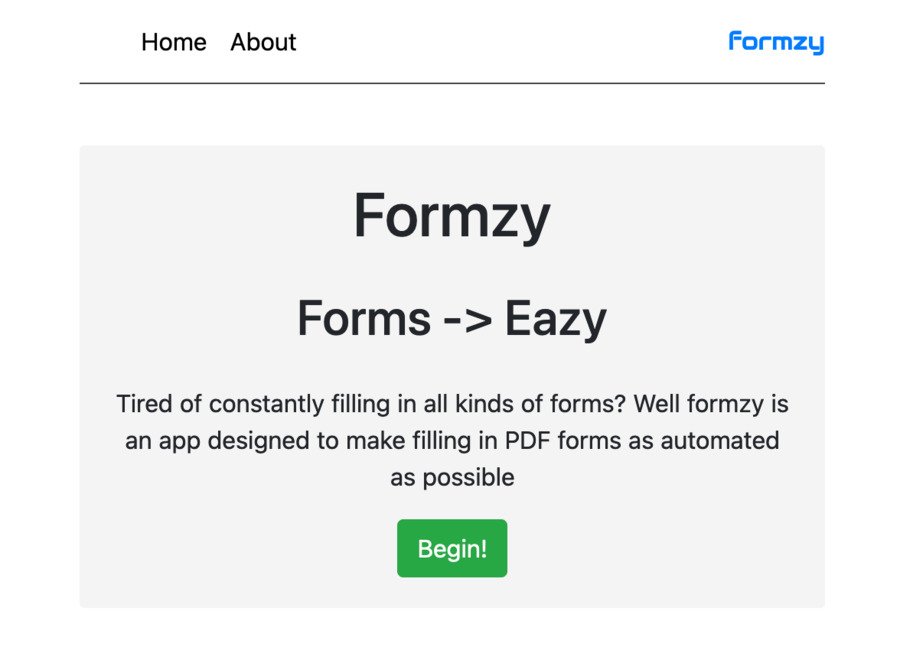 Home About formzy
Formzy
Forms -> Eazy
Tired of constantly filling in all kinds of forms? Well formzy is
an app designed to make filling in PDF forms as automated
as possible
Begin!